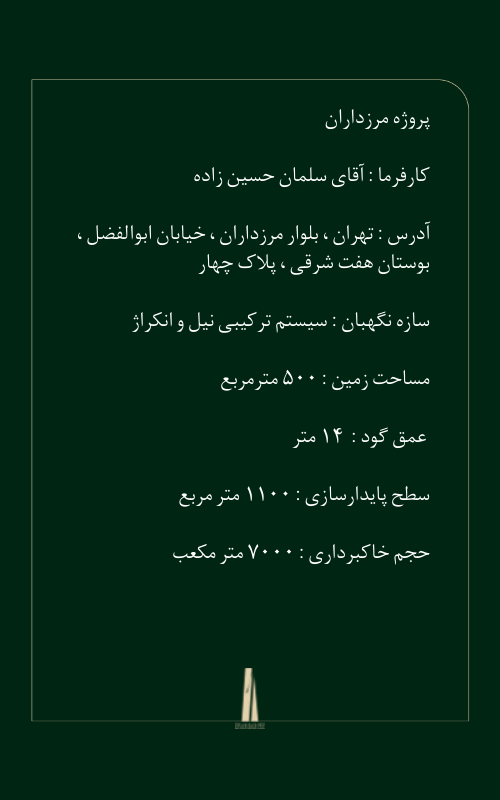 پروژه مرزداران
کارفرما : آقای سلمان حسین زاده
آدرس : تهران ، بلوار مرزداران ، خیابان ابوالفضل ،
بوستان هفت شرقی ، پلاک چهار
سازه نگهبان : سیستم ترکیبی نیل و انکراژ
مساحت زمین : ۵۰۰ مترمربع
عمق گود : ۱۴ متر
سطح پایدارسازی : ۱۱۰۰ متر مربع
حجم خاکبرداری : ۷۰۰۰ متر مکعب